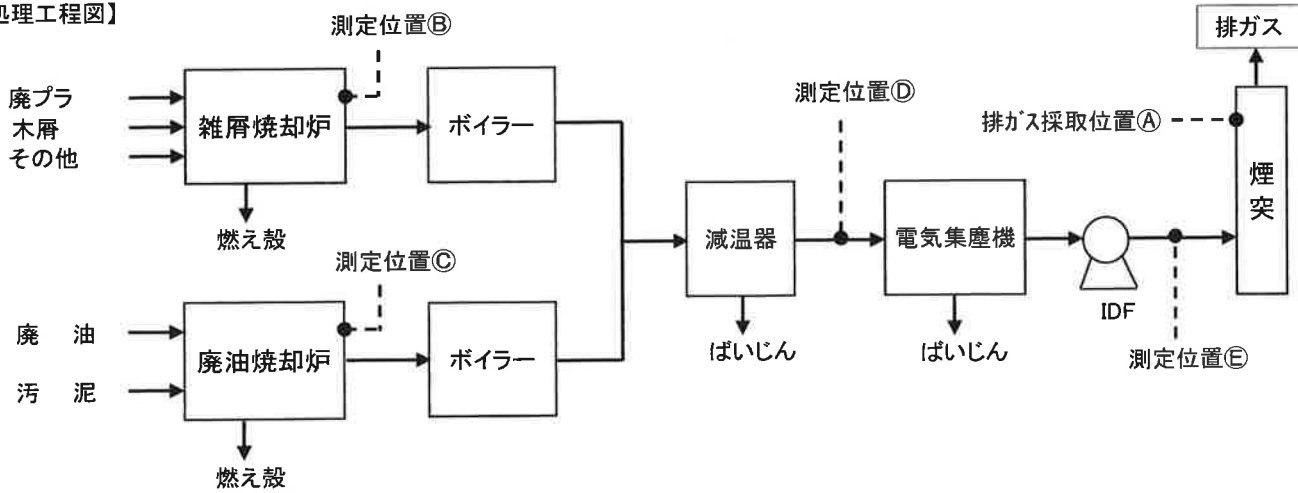 処理工程図】
測定位置Ⓑ
排ガス
廃プラ
木屑
その他
雑屑焼却炉
ボイラー
測定位置Ⓓ
排ガス採取位置Ⓐ
煙突
燃え殻
減温器
電気集塵機
測定位置Ⓒ
IDF
廃　油
汚　泥
廃油焼却炉
ボイラー
ばいじん
ばいじん
測定位置Ⓔ
燃え殻